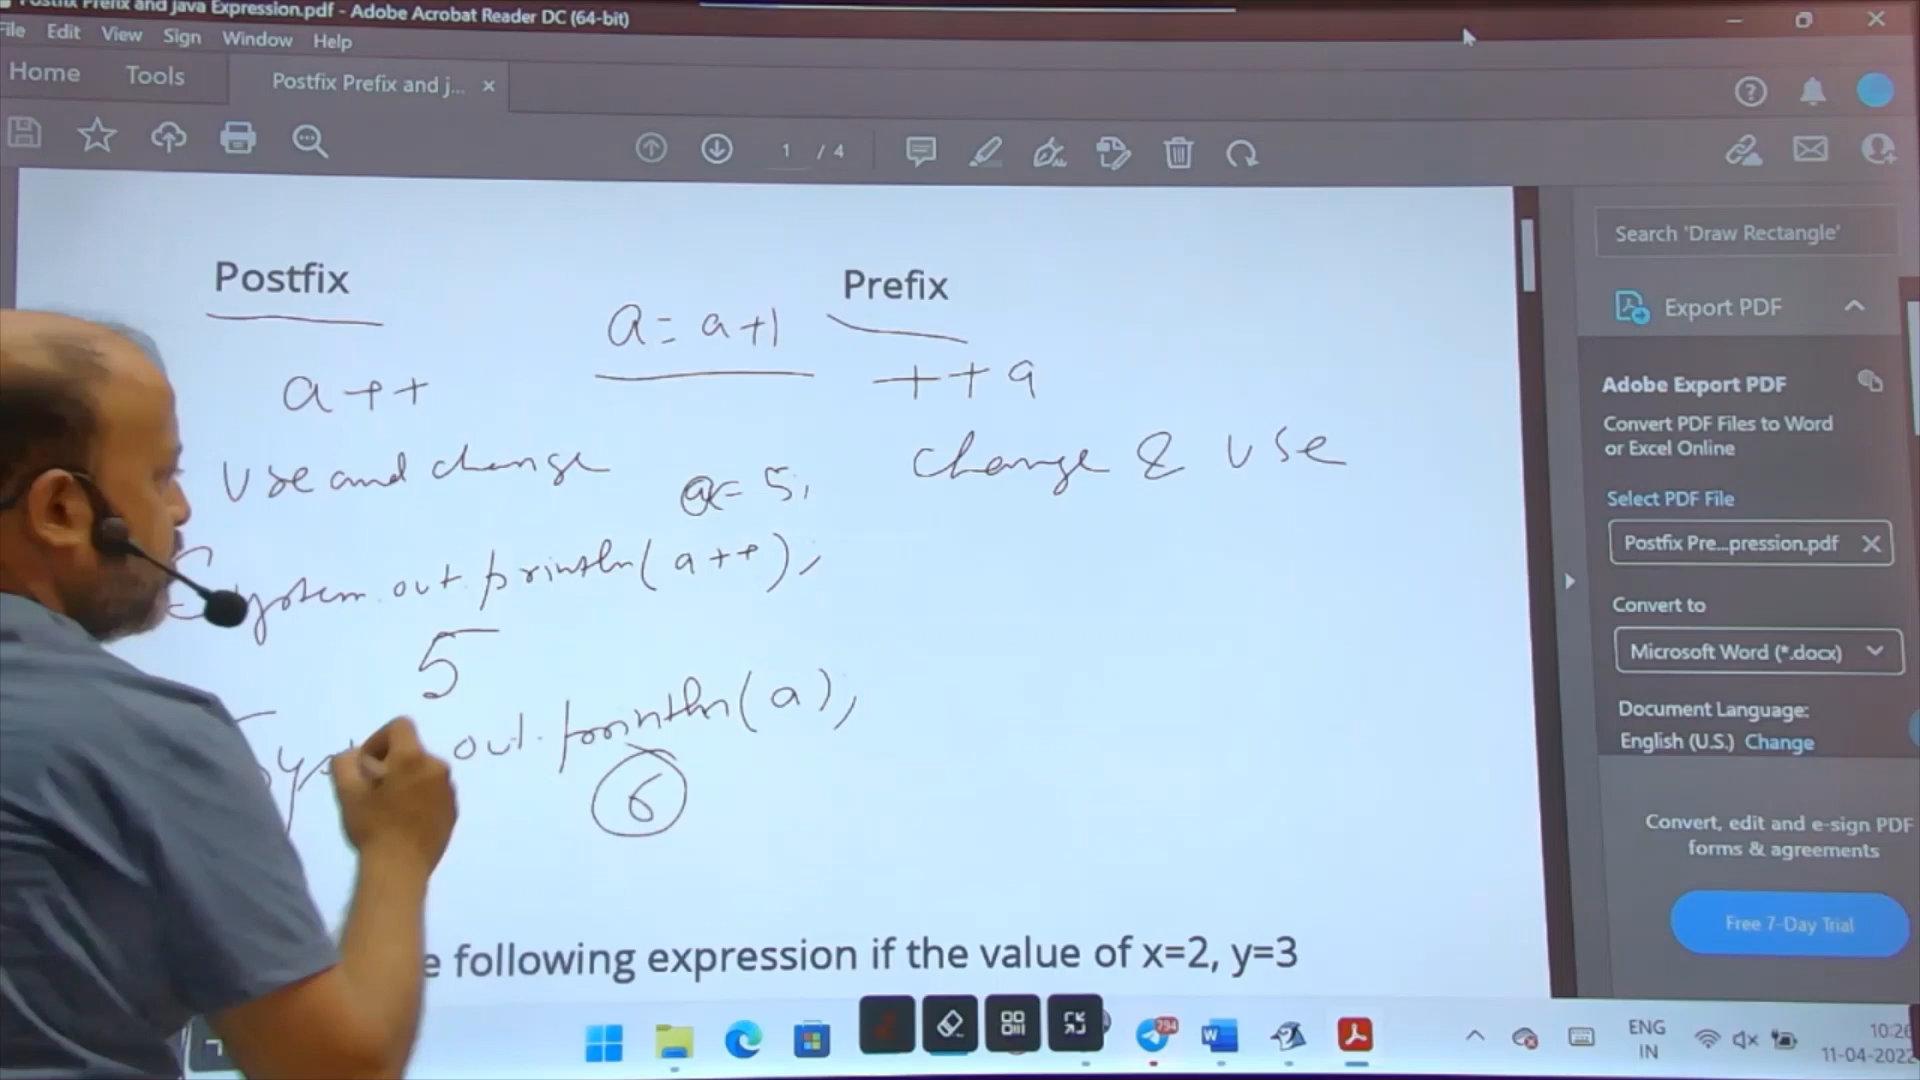 Postfix Prefix and Java Expression.pdf - Adobe Acrobat Reader DC (64-bit)
File Edit View Sign Window Help
Home Tools Postfix Prefix and j...
1 / 4
Search 'Draw Rectangle'
Export PDF
Adobe Export PDF
Convert PDF Files to Word
or Excel Online
Select PDF File
Postfix Pre...pression.pdf
Convert to
Microsoft Word (*.docx)
Document Language:
English (U.S.) Change
Convert, edit and e-sign PDF
forms & agreements
Free 7-Day Trial
Postfix Prefix
a = a+1
a++ ++a
Use and change change & use
a = 5;
System.out.println(a++);
5
out.println(a);
6
following expression if the value of x=2, y=3
794
ENG
IN
10:26
11-04-2022